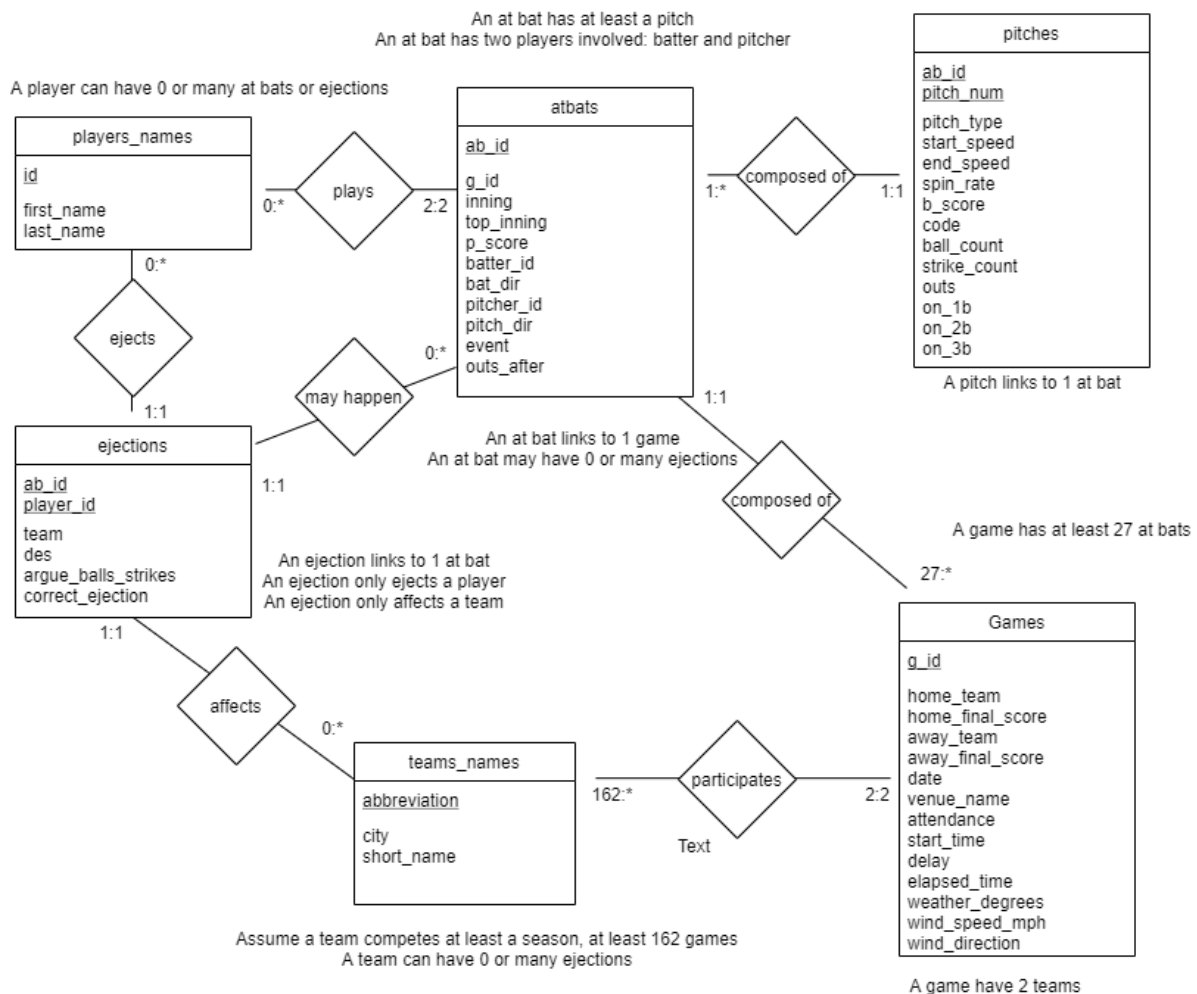 An at bat has at least a pitch
An at bat has two players involved: batter and pitcher
A player can have 0 or many at bats or ejections
players_names
id
first_name
last_name
0:*
plays
2:2
atbats
ab_id
g_id
inning
top_inning
p_score
batter_id
bat_dir
pitcher_id
pitch_dir
event
outs_after
1:*
composed of
1:1
pitches
ab_id
pitch_num
pitch_type
start_speed
end_speed
spin_rate
b_score
code
ball_count
strike_count
outs
on_1b
on_2b
on_3b
A pitch links to 1 at bat
0:*
ejects
1:1
0:*
may happen
1:1
ejections
ab_id
player_id
team
des
argue_balls_strikes
correct_ejection
An at bat links to 1 game
An at bat may have 0 or many ejections
1:1
composed of
27:*
A game has at least 27 at bats
An ejection links to 1 at bat
An ejection only ejects a player
An ejection only affects a team
1:1
affects
0:*
teams_names
abbreviation
city
short_name
162:*
participates
2:2
Text
Games
g_id
home_team
home_final_score
away_team
away_final_score
date
venue_name
attendance
start_time
delay
elapsed_time
weather_degrees
wind_speed_mph
wind_direction
Assume a team competes at least a season, at least 162 games
A team can have 0 or many ejections
A game have 2 teams